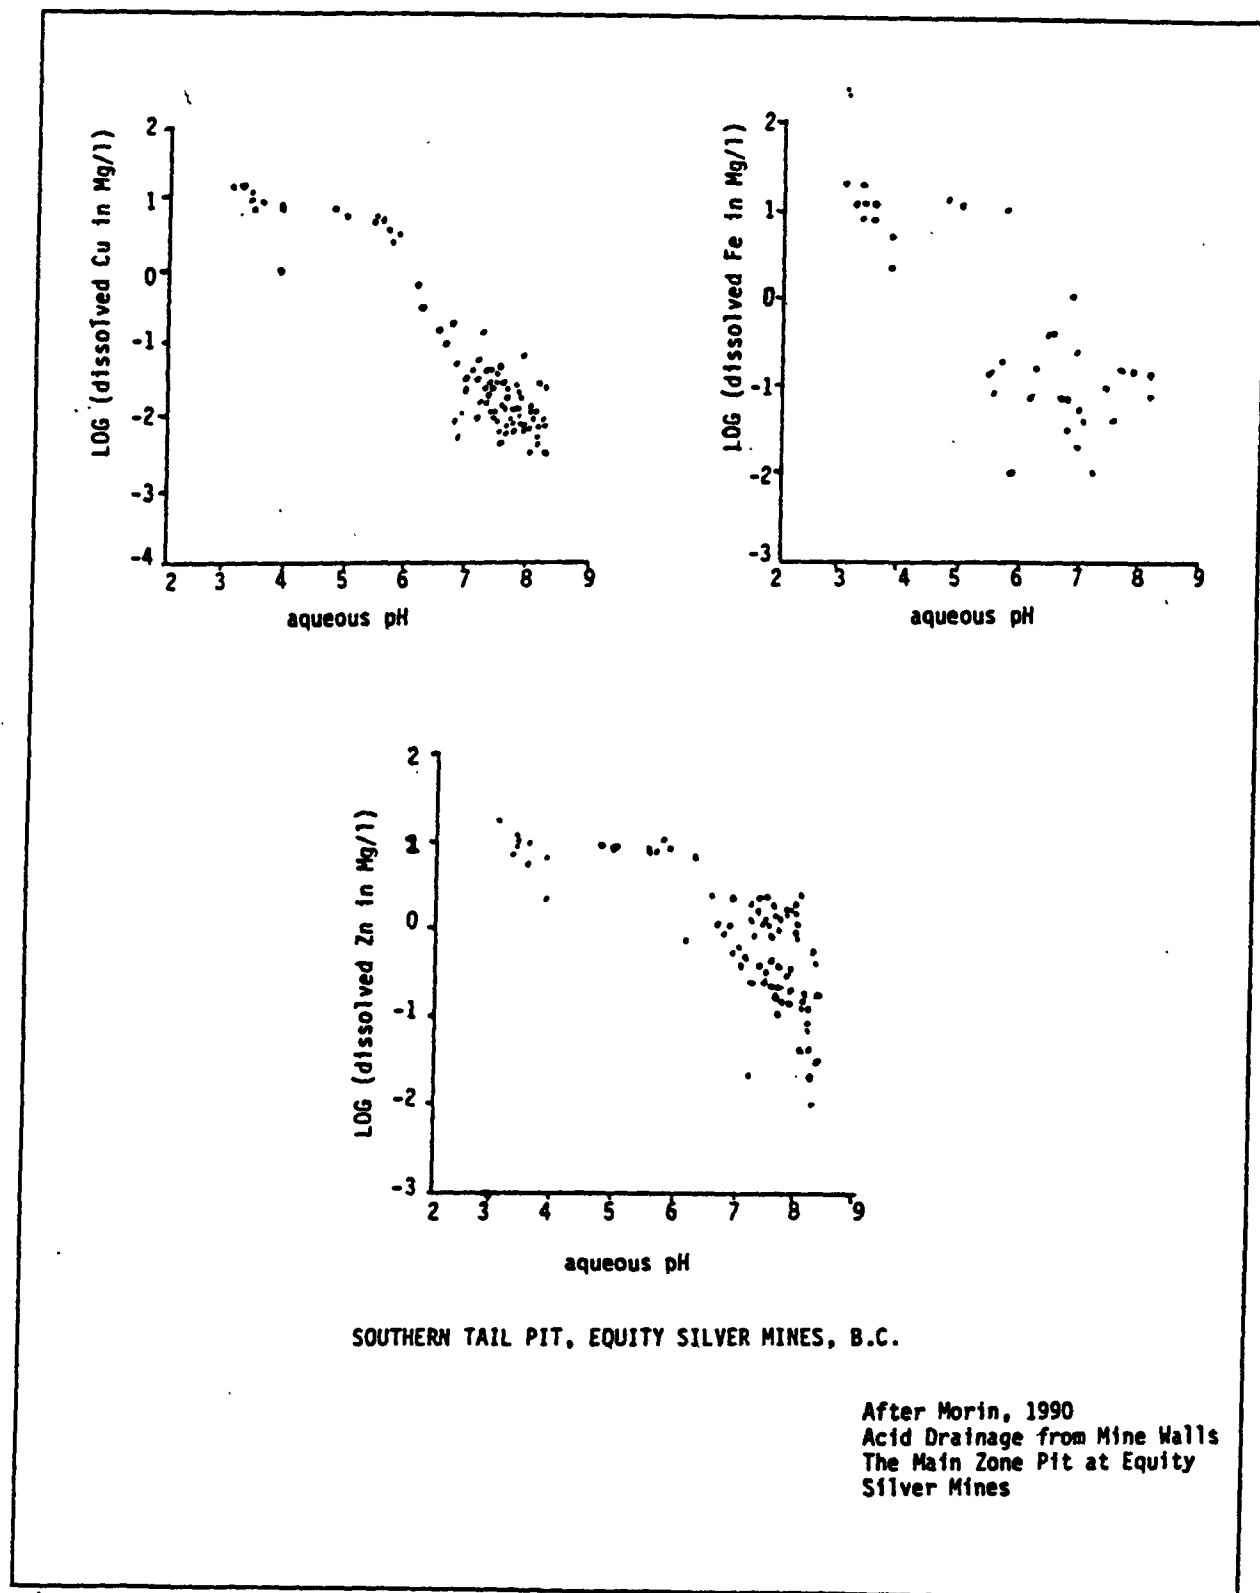 LOG (dissolved Cu in Mg/l)
2
1
0
-1
-2
-3
-4
2 3 4 5 6 7 8 9
aqueous pH
LOG (dissolved Fe in Mg/l)
2
1
0
-1
-2
-3
2 3 4 5 6 7 8 9
aqueous pH
LOG (dissolved Zn in Mg/l)
2
1
0
-1
-2
-3
2 3 4 5 6 7 8 9
aqueous pH
SOUTHERN TAIL PIT, EQUITY SILVER MINES, B.C.
After Morin, 1990
Acid Drainage from Mine Walls
The Main Zone Pit at Equity
Silver Mines